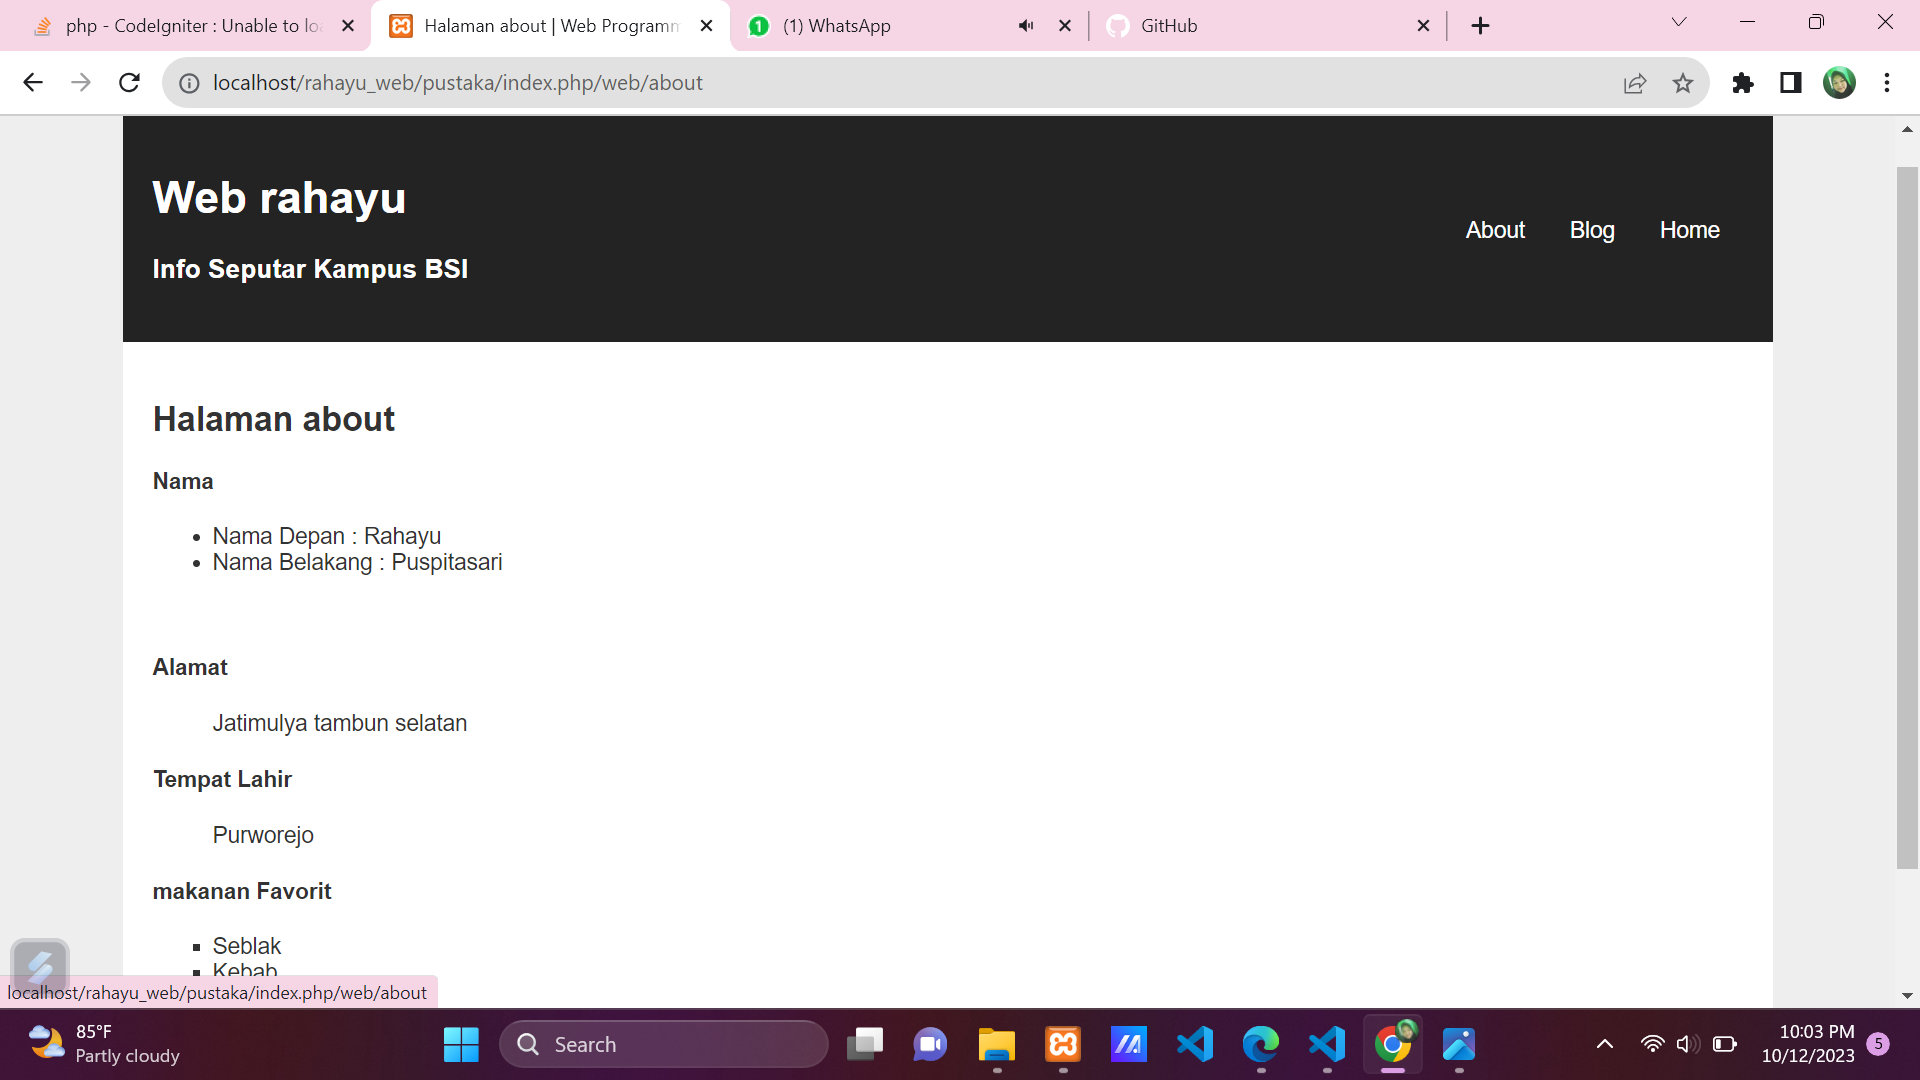 php - CodeIgniter : Unable to lo
Halaman about | Web Programm
(1) WhatsApp
GitHub
localhost/rahayu_web/pustaka/index.php/web/about
Web rahayu
Info Seputar Kampus BSI
About
Blog
Home
Halaman about
Nama
Nama Depan : Rahayu
Nama Belakang : Puspitasari
Alamat
Jatimulya tambun selatan
Tempat Lahir
Purworejo
makanan Favorit
Seblak
Kebab
localhost/rahayu_web/pustaka/index.php/web/about
85°F
Partly cloudy
Search
10:03 PM
10/12/2023
5